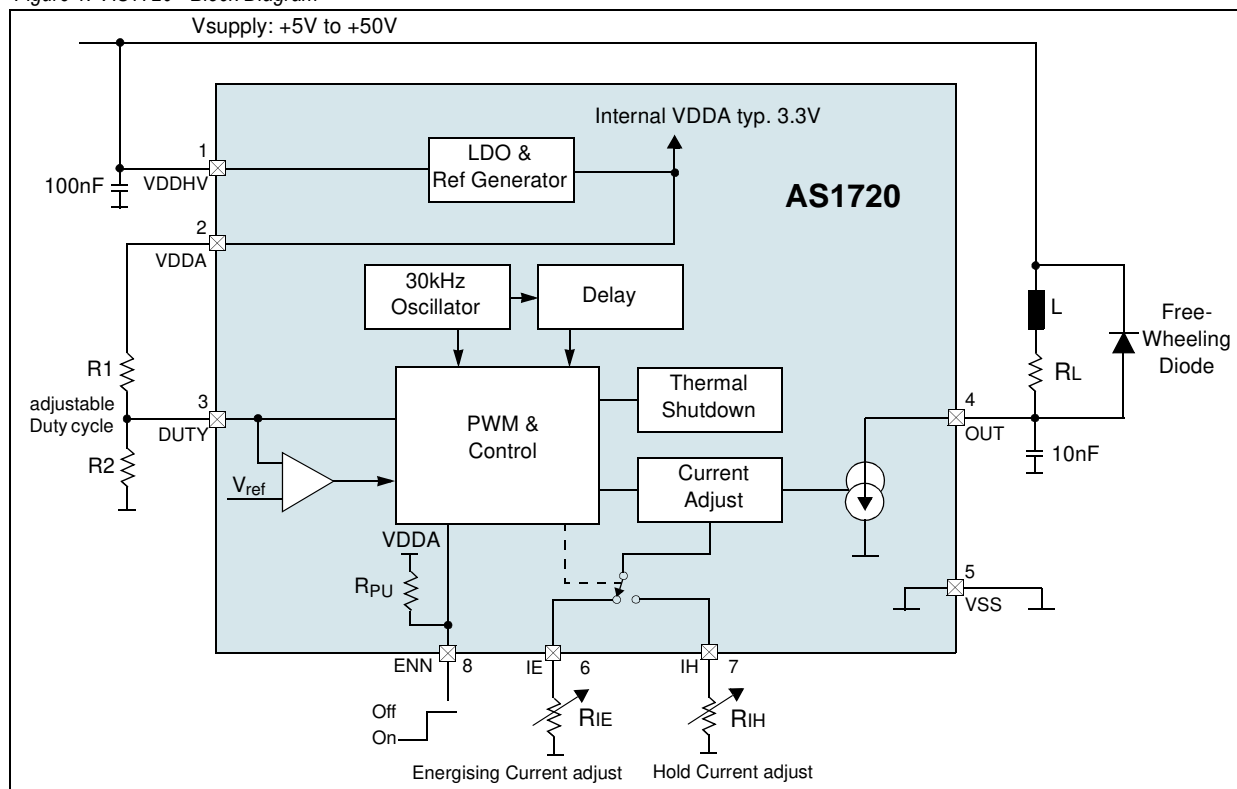 Vsupply: +5V to +50V
Internal VDDA typ. 3.3V
1
LDO &
Ref Generator
100nF
VDDHV
AS1720
2
VDDA
30kHz
Oscillator
Delay
L
Free-
Wheeling
Diode
R1
RL
Thermal
Shutdown
adjustable
Duty cycle
3
DUTY
PWM &
Control
4
OUT
R2
10nF
Current
Adjust
Vref
VDDA
RPU
5
VSS
ENN
8
IE
6
IH
7
Off
On
RIE
RIH
Energising Current adjust
Hold Current adjust